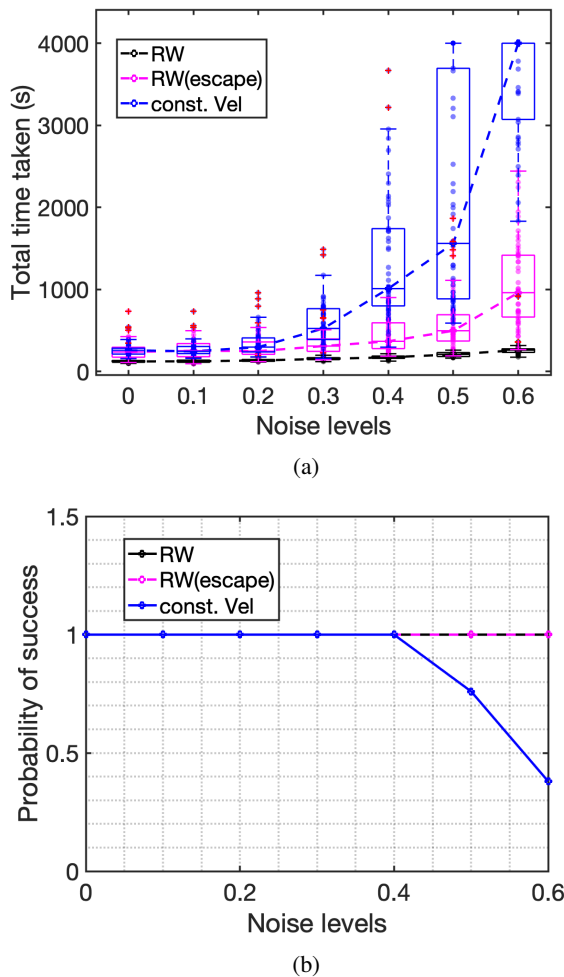 4000
3000
2000
1000
0
Total time taken (s)
RW
RW(escape)
const. Vel
0 0.1 0.2 0.3 0.4 0.5 0.6
Noise levels
(a)
1.5
1
0.5
0
Probability of success
RW
RW(escape)
const. Vel
0 0.2 0.4 0.6
Noise levels
(b)